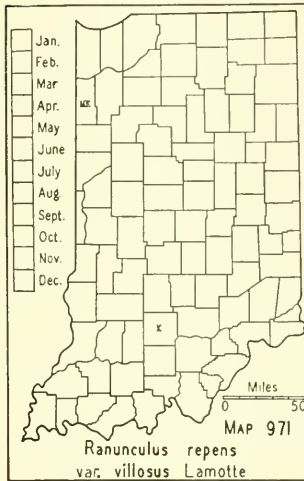 Jan.
Feb.
Mar
Apr.
May
June
July
Aug.
Sept.
Oct.
Nov.
Dec.
MK
K
Miles
0 50
MAP 971
Ranunculus repens
var. villosus Lamotte